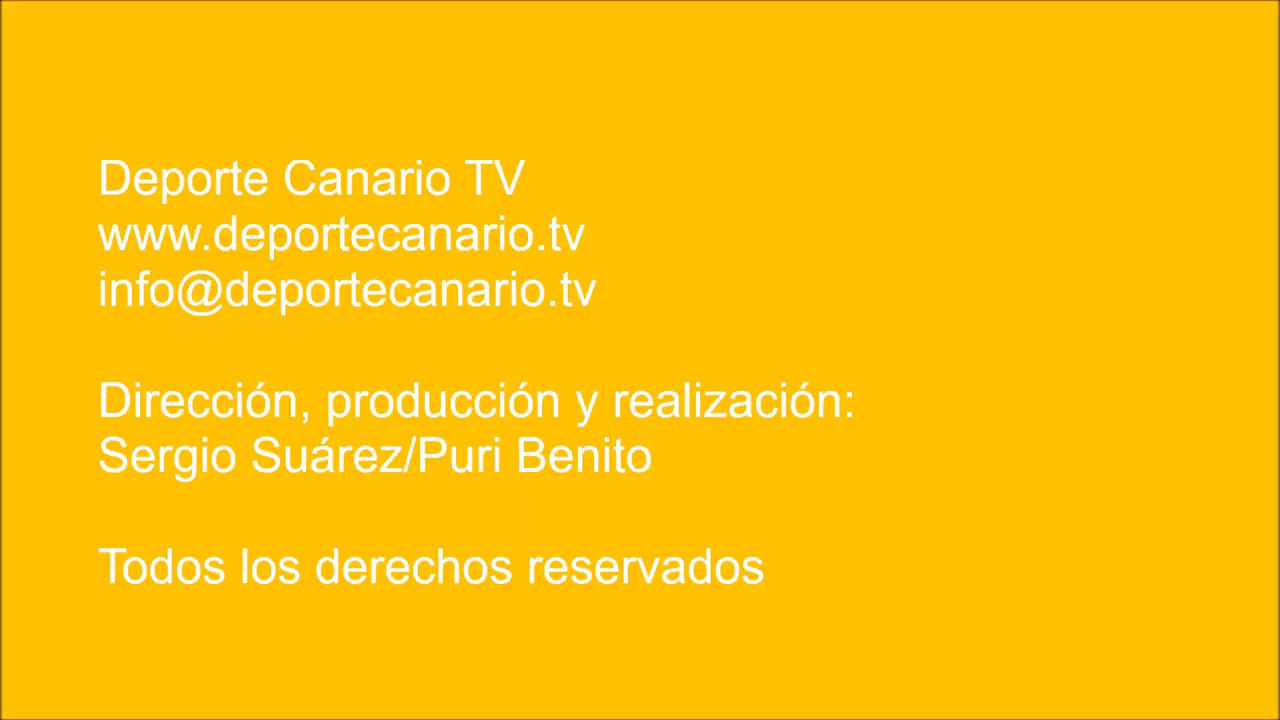 Deporte Canario TV
www.deportecanario.tv
info@deportecanario.tv
Dirección, producción y realización:
Sergio Suárez/Puri Benito
Todos los derechos reservados